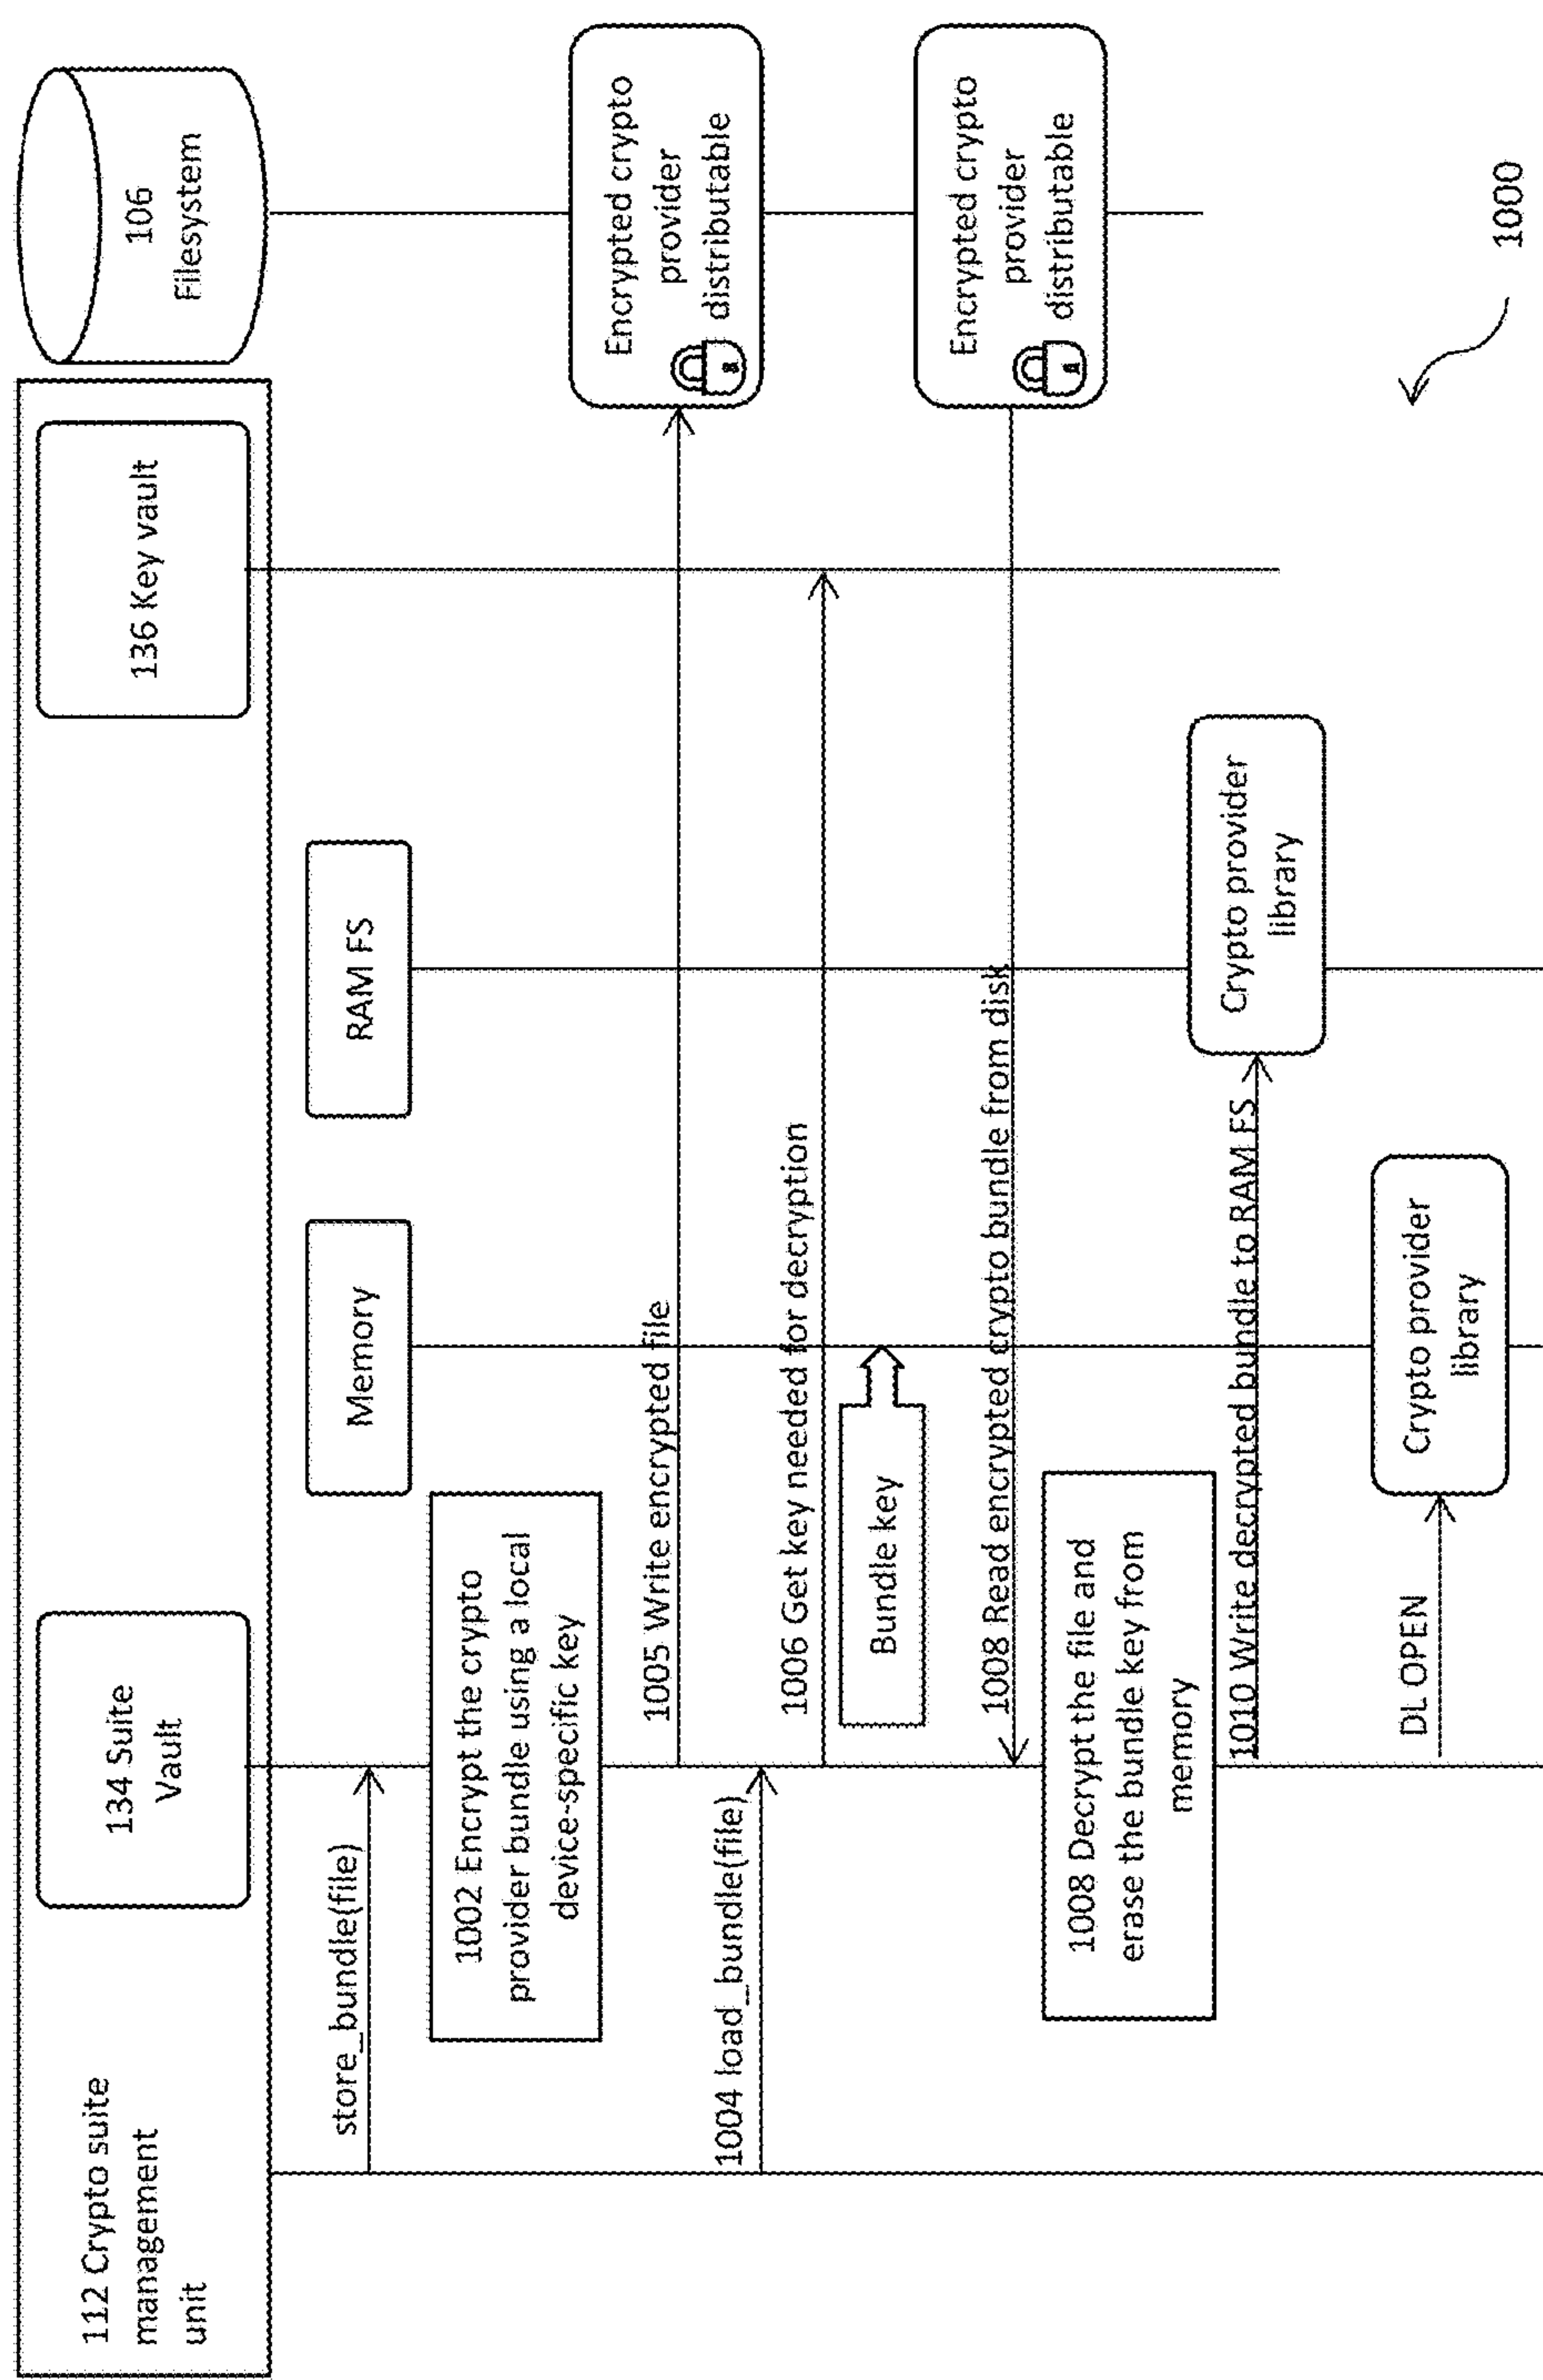 112 Crypto suite
management
unit
134 Suite
Vault
136 Key vault
106
Filesystem
Memory
RAM FS
store_bundle(file)
1002 Encrypt the crypto
provider bundle using a local
device-specific key
1005 Write encrypted file
Encrypted crypto
provider
distributable
1004 load_bundle(file)
1006 Get key needed for decryption
Bundle key
1008 Read encrypted crypto bundle from disk
Encrypted crypto
provider
distributable
1008 Decrypt the file and
erase the bundle key from
memory
1010 Write decrypted bundle to RAM FS
Crypto provider
library
DL OPEN
Crypto provider
library
1000